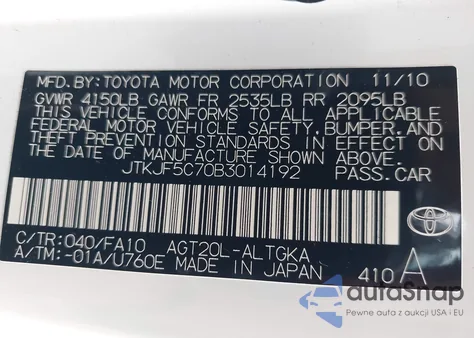 MFD.BY: TOYOTA MOTOR CORPORATION 11/10
GVWR 4150LB GAWR FR 2535LB RR 2095LB
THIS VEHICLE CONFORMS TO ALL APPLICABLE
FEDERAL MOTOR VEHICLE SAFETY, BUMPER, AND
THEFT PREVENTION STANDARDS IN EFFECT ON
THE DATE OF MANUFACTURE SHOWN ABOVE.
JTKJF5C70B3014192 PASS.CAR
C/TR:040/FA10 AGT20L-ALTGKA
A/TM:-01A/U760E MADE IN JAPAN 410 A
TOYOTA
autoSnap
Pewne auta z aukcji USA i EU